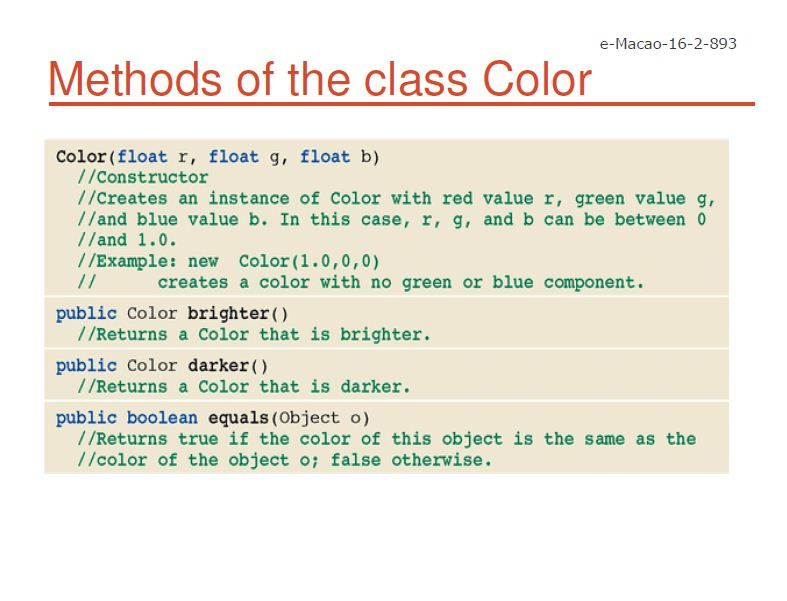 e-Macao-16-2-893
Methods of the class Color
Color(float r, float g, float b)
//Constructor
//Creates an instance of Color with red value r, green value g,
//and blue value b. In this case, r, g, and b can be between 0
//and 1.0.
//Example: new  Color(1.0,0,0)
//      creates a color with no green or blue component.
public Color brighter()
//Returns a Color that is brighter.
public Color darker()
//Returns a Color that is darker.
public boolean equals(Object o)
//Returns true if the color of this object is the same as the
//color of the object o; false otherwise.